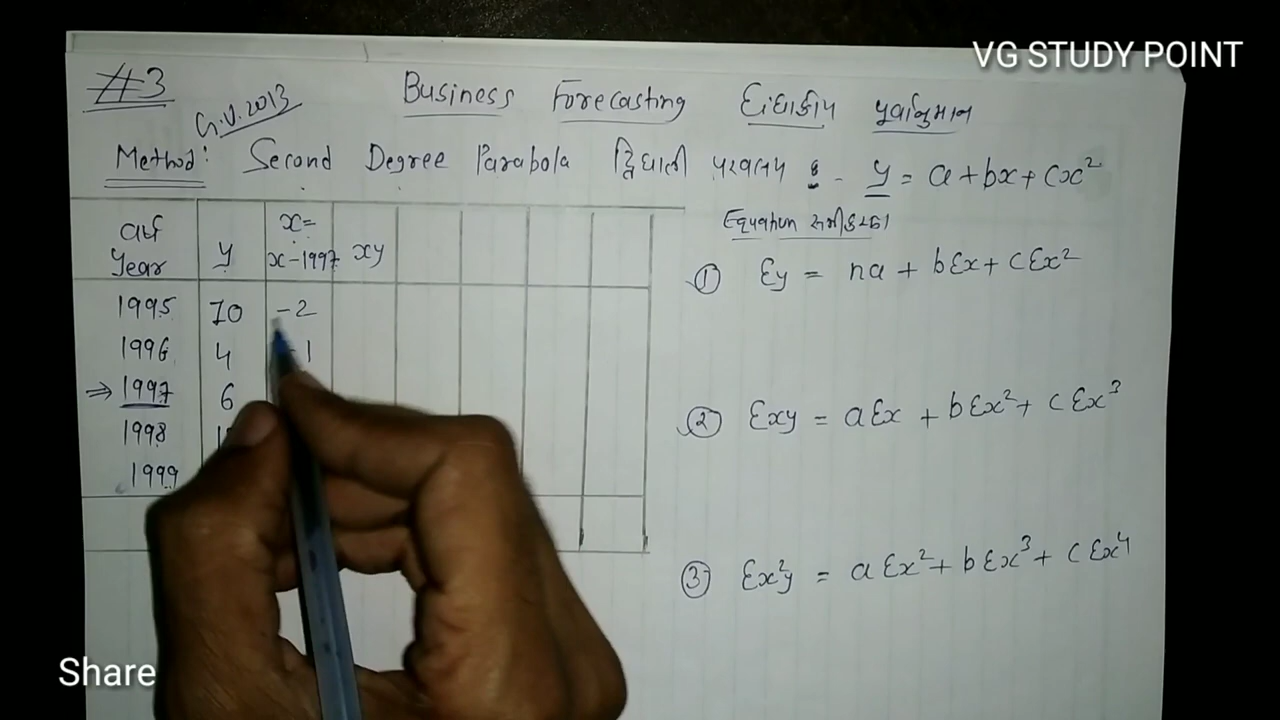 VG STUDY POINT
#3 Business Forecasting ધંધાકીય પૂર્વાનુમાન
G.U. 2013
Method: Second Degree Parabola દ્વિઘાતી પરવલય :- y = a + bx + cx²
Equation સમીકરણ
વર્ષ Year y x = x-1997 xy
1995 10 -2
1996 4 -1
⇒ 1997 6
1998
1999
① Σy = na + bΣx + cΣx²
② Σxy = aΣx + bΣx² + cΣx³
③ Σx²y = aΣx² + bΣx³ + cΣx⁴
Share